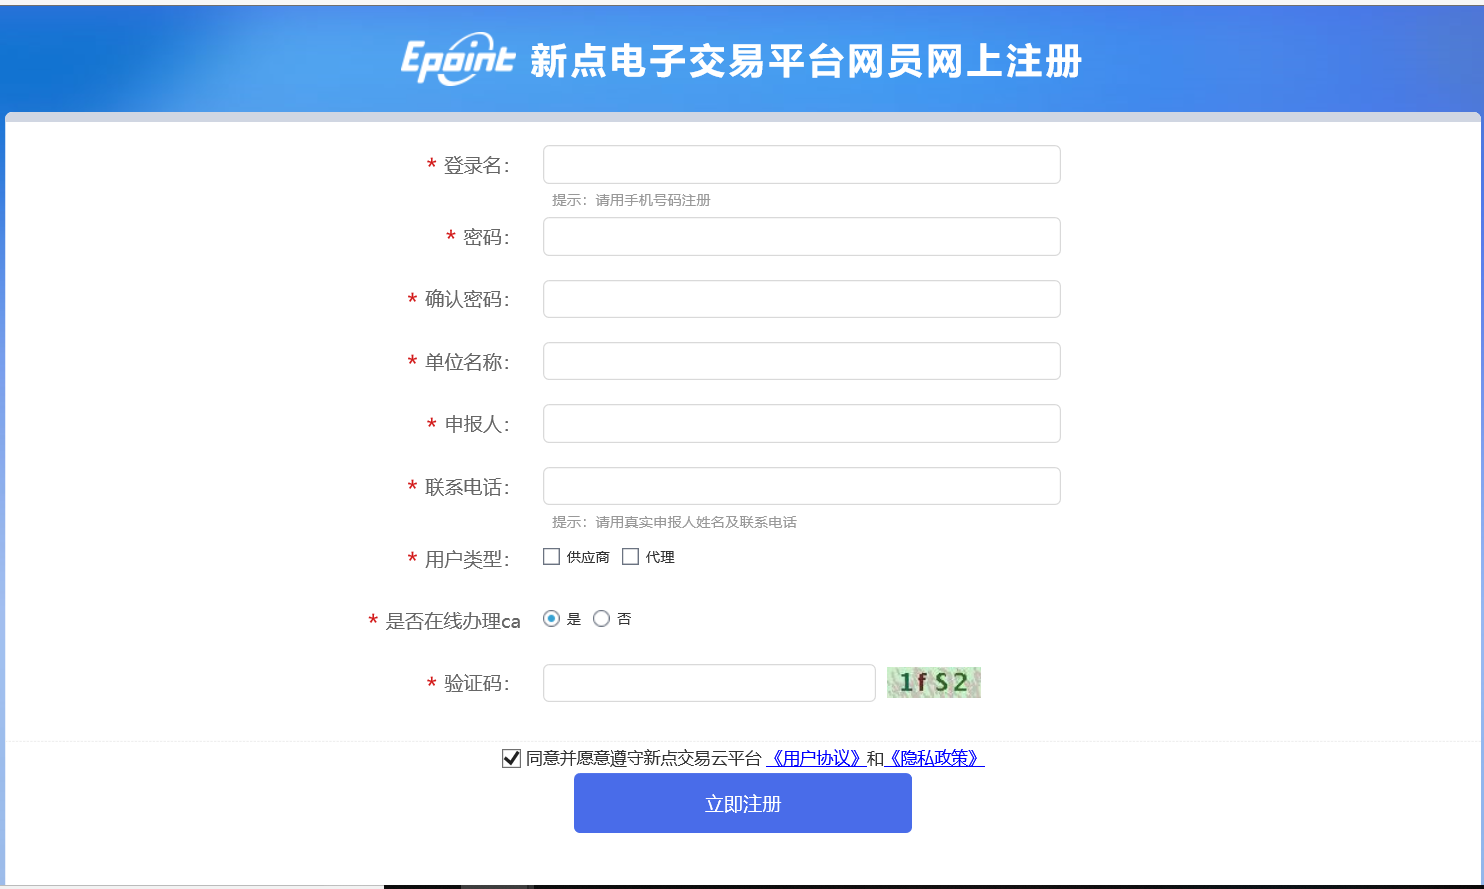 Epoint 新点电子交易平台网员网上注册
* 登录名：
提示：请用手机号码注册
* 密码：
* 确认密码：
* 单位名称：
* 申报人：
* 联系电话：
提示：请用真实申报人姓名及联系电话
* 用户类型： 供应商 代理
* 是否在线办理ca 是 否
* 验证码： 1fS2
同意并愿意遵守新点交易云平台《用户协议》和《隐私政策》
立即注册